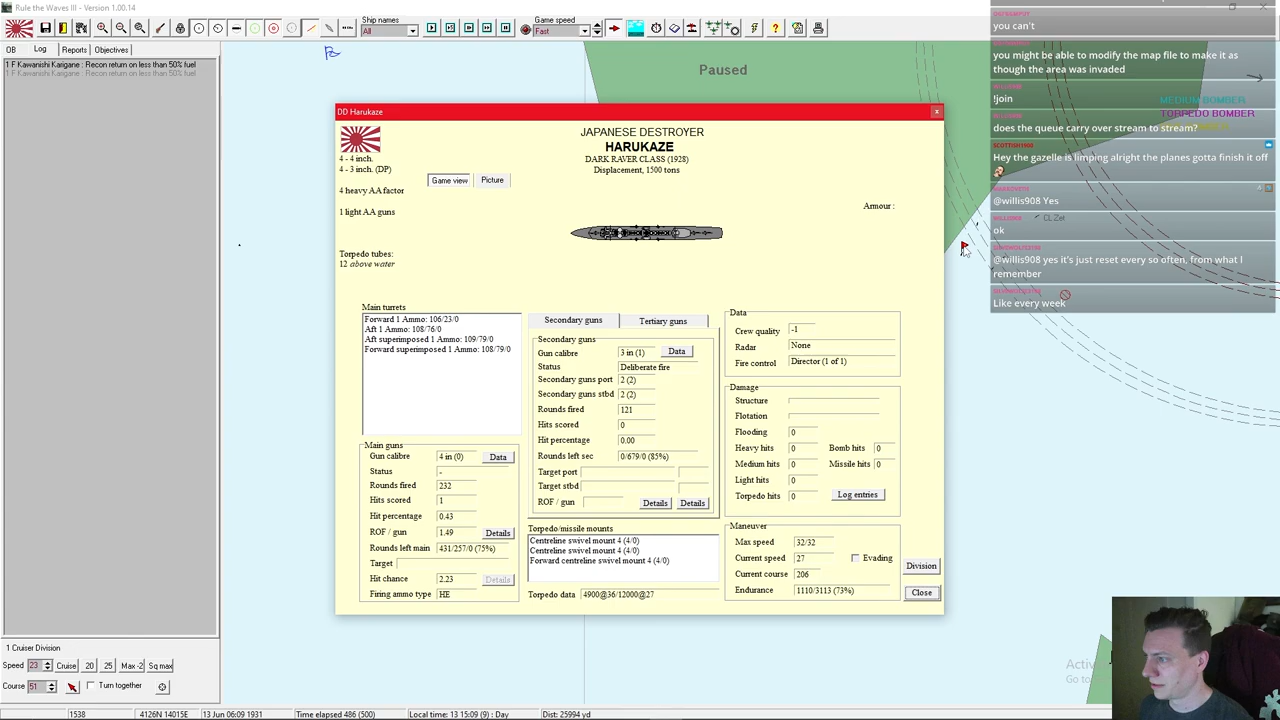 Rule the Waves III - Version 1.00.14
Ship names
All
Game speed
Fast
OB
Log
Reports
Objectives
1 F Kawanishi Karigane : Recon return on less than 50% fuel
1 F Kawanishi Karigane : Recon return on less than 50% fuel
Paused
DD Harukaze
JAPANESE DESTROYER
HARUKAZE
DARK RAVER CLASS (1928)
Displacement, 1500 tons
4 - 4 inch.
4 - 3 inch. (DP)
4 heavy AA factor
1 light AA guns
Torpedo tubes:
12 above water
Game view
Picture
Armour :
Main turrets
Forward 1 Ammo: 106/23/0
Aft 1 Ammo: 108/76/0
Aft superimposed 1 Ammo: 109/79/0
Forward superimposed 1 Ammo: 108/79/0
Main guns
Gun calibre 4 in (0) Data
Status -
Rounds fired 232
Hits scored 1
Hit percentage 0.43
ROF / gun 1.49 Details
Rounds left main 431/257/0 (75%)
Target
Hit chance 2.23 Details
Firing ammo type HE
Secondary guns
Tertiary guns
Secondary guns
Gun calibre 3 in (1) Data
Status Deliberate fire
Secondary guns port 2 (2)
Secondary guns stbd 2 (2)
Rounds fired 121
Hits scored 0
Hit percentage 0.00
Rounds left sec 0/679/0 (85%)
Target port
Target stbd
ROF / gun Details Details
Torpedo/missile mounts
Centreline swivel mount 4 (4/0)
Centreline swivel mount 4 (4/0)
Forward centreline swivel mount 4 (4/0)
Torpedo data 4900@36/12000@27
Data
Crew quality -1
Radar None
Fire control Director (1 of 1)
Damage
Structure
Flotation
Flooding 0
Heavy hits 0 Bomb hits 0
Medium hits 0 Missile hits 0
Light hits 0
Torpedo hits 0 Log entries
Maneuver
Max speed 32/32
Current speed 27 Evading
Current course 206
Endurance 1110/3113 (73%)
Division
Close
you can't
you might be able to modify the map file to make it as
though the area was invaded
!join
MEDIUM BOMBER
TORPEDO BOMBER
does the queue carry over stream to stream?
Hey the gazelle is limping alright the planes gotta finish it off
@willis908 Yes
CL Zet
ok
@willis908 yes it's just reset every so often, from what I
remember
Like every week
1 Cruiser Division
Speed 23 Cruise 20 25 Max -2 Sq max
Course 51 Turn together
Activ
Go to
1538
4126N 14015E
13 Jun 06:09 1931
Time elapsed 486 (500)
Local time: 13 15:09 (9) : Day
Dist: 25994 yd